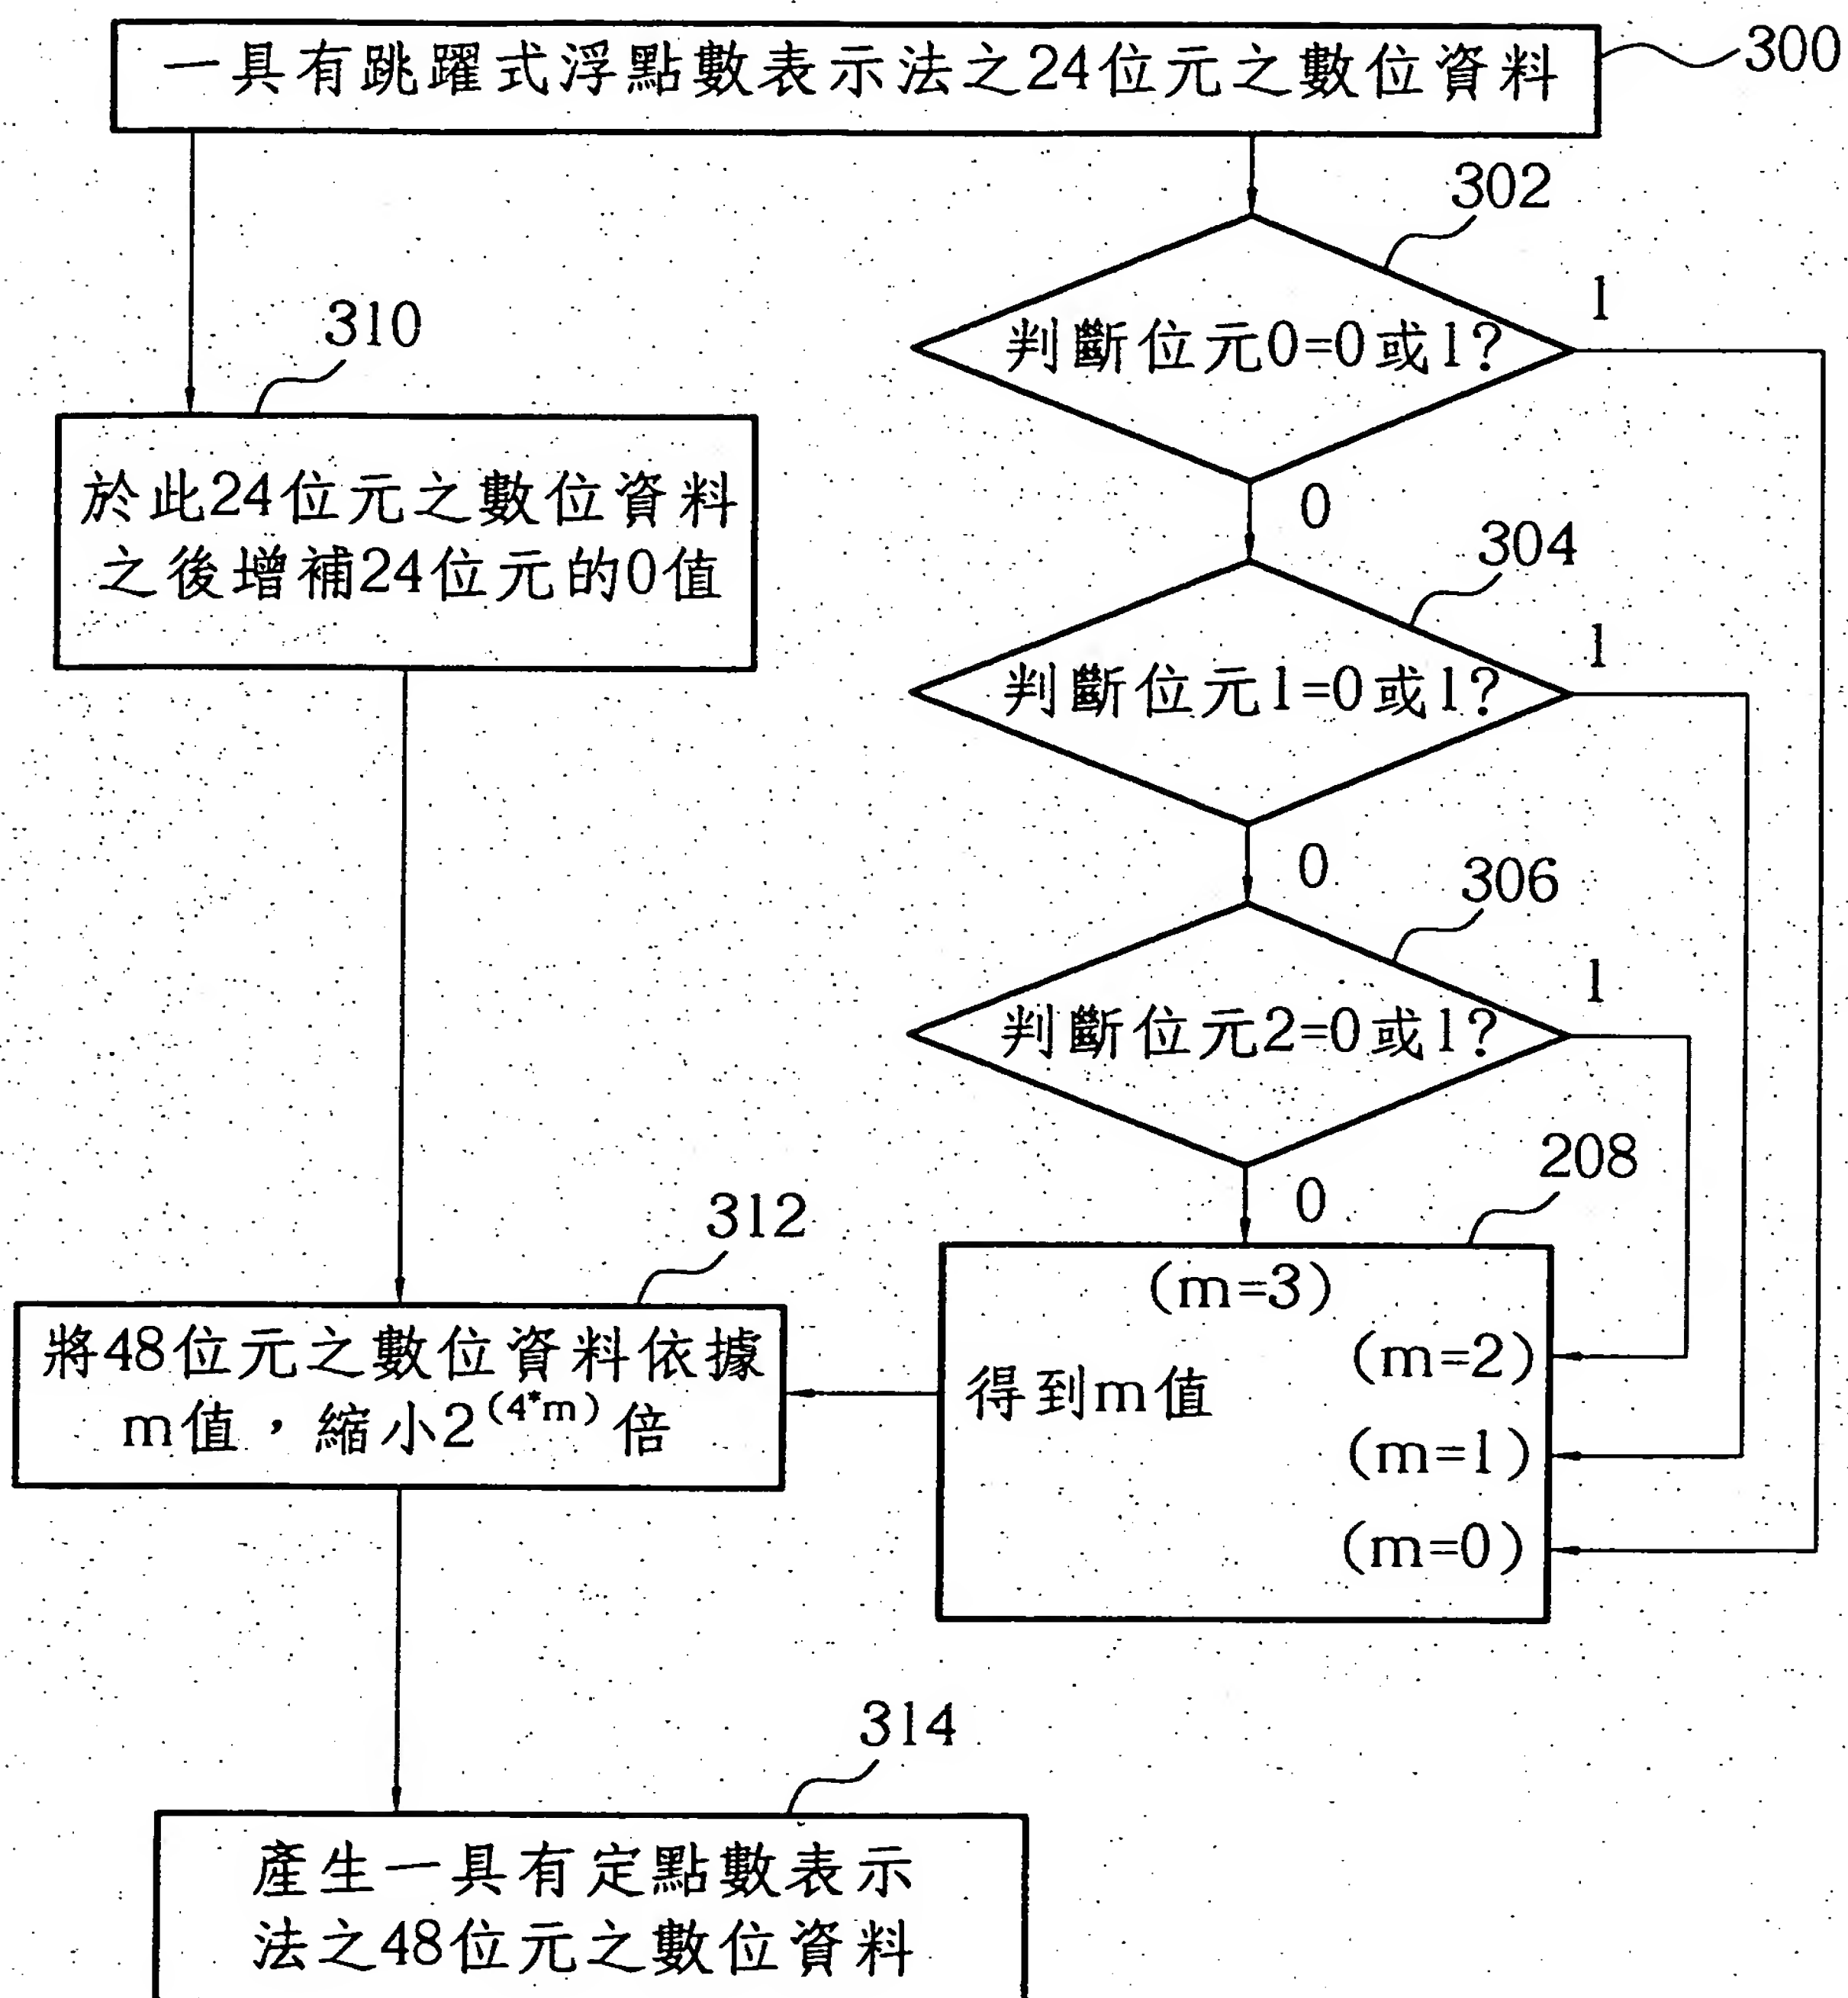 一具有跳躍式浮點數表示法之24位元之數位資料
300
302
判斷位元0=0或1?
1
0
310
於此24位元之數位資料
之後增補24位元的0值
304
判斷位元1=0或1?
1
0
306
判斷位元2=0或1?
1
0
208
(m=3)
(m=2)
得到m值
(m=1)
(m=0)
312
將48位元之數位資料依據
m值，縮小2(4*m)倍
314
產生一具有定點數表示
法之48位元之數位資料